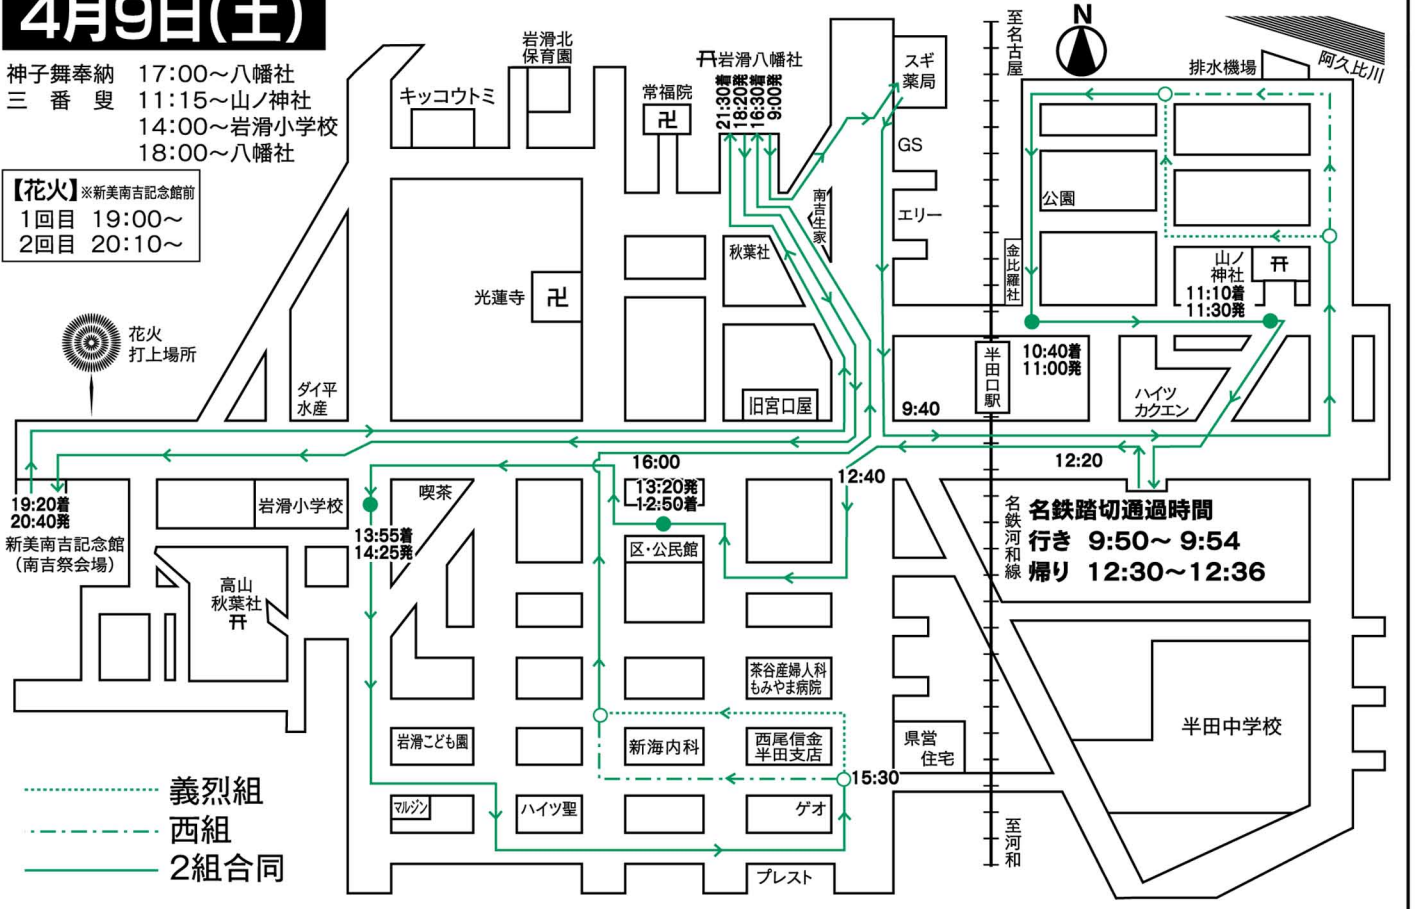 4月9日(土)
神子舞奉納 17:00～八幡社
三番叟 11:15～山ノ神社
14:00～岩滑小学校
18:00～八幡社
【花火】※新美南吉記念館前
1回目 19:00～
2回目 20:10～
花火
打上場所
キッコウトミ
岩滑北
保育園
常福院
卍
岩滑八幡社
21:30着
18:20発
16:30着
9:00発
スギ
薬局
GS
エリー
南吉生家
秋葉社
光蓮寺
卍
ダイ平
水産
旧宮口屋
至名古屋
N
排水機場
阿久比川
公園
金比羅社
山ノ
神社
11:10着
11:30発
半田口駅
10:40着
11:00発
ハイツ
カクエン
9:40
12:20
12:40
16:00
13:20発
12:50着
区・公民館
名鉄河和線
名鉄踏切通過時間
行き 9:50～9:54
帰り 12:30～12:36
19:20着
20:40発
新美南吉記念館
(南吉祭会場)
岩滑小学校
喫茶
13:55着
14:25発
高山
秋葉社
茶谷産婦人科
もみやま病院
岩滑こども園
新海内科
西尾信金
半田支店
県営
住宅
15:30
半田中学校
マルジン
ハイツ聖
ゲオ
プレスト
至河和
義烈組
西組
2組合同